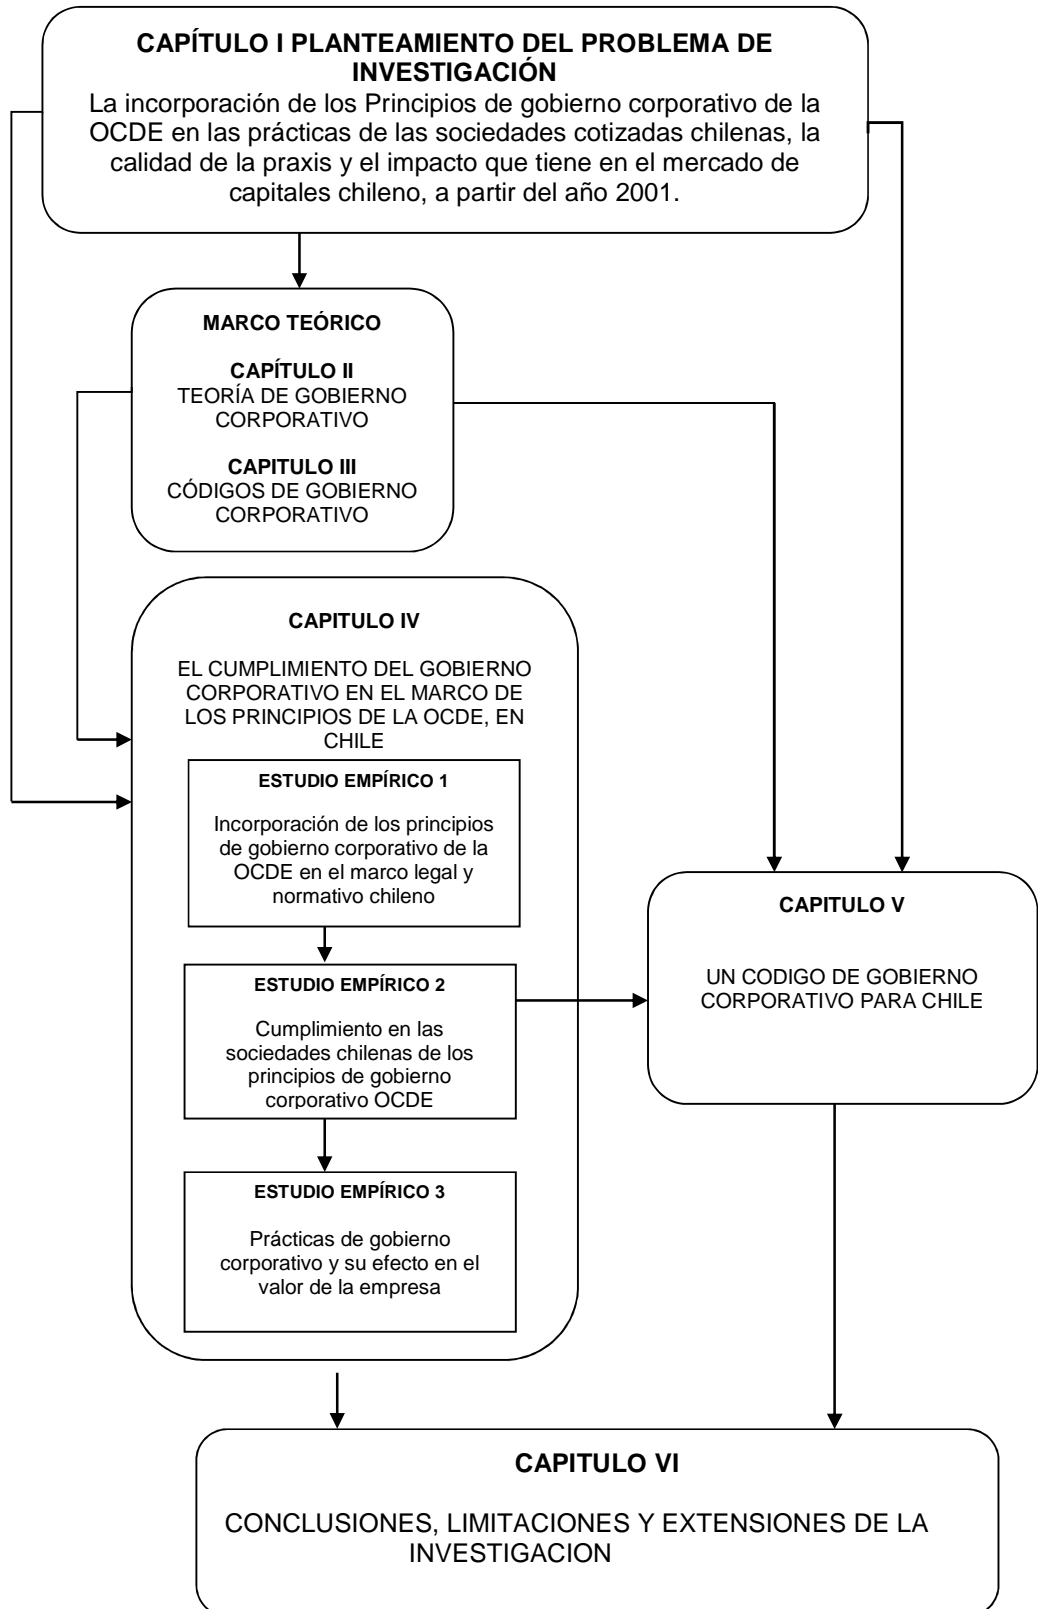 CAPÍTULO I PLANTEAMIENTO DEL PROBLEMA DE
INVESTIGACIÓN
La incorporación de los Principios de gobierno corporativo de la
OCDE en las prácticas de las sociedades cotizadas chilenas, la
calidad de la praxis y el impacto que tiene en el mercado de
capitales chileno, a partir del año 2001.
MARCO TEÓRICO
CAPÍTULO II
TEORÍA DE GOBIERNO
CORPORATIVO
CAPITULO III
CÓDIGOS DE GOBIERNO
CORPORATIVO
CAPITULO IV
EL CUMPLIMIENTO DEL GOBIERNO
CORPORATIVO EN EL MARCO DE
LOS PRINCIPIOS DE LA OCDE, EN
CHILE
ESTUDIO EMPÍRICO 1
Incorporación de los principios
de gobierno corporativo de la
OCDE en el marco legal y
normativo chileno
ESTUDIO EMPÍRICO 2
Cumplimiento en las
sociedades chilenas de los
principios de gobierno
corporativo OCDE
ESTUDIO EMPÍRICO 3
Prácticas de gobierno
corporativo y su efecto en el
valor de la empresa
CAPITULO V
UN CODIGO DE GOBIERNO
CORPORATIVO PARA CHILE
CAPITULO VI
CONCLUSIONES, LIMITACIONES Y EXTENSIONES DE LA
INVESTIGACION